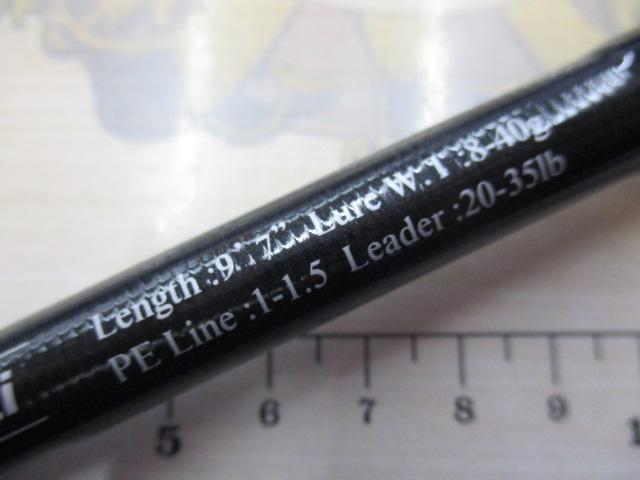 Length :9' 7" Lure W.T :8-40g
PE Line :1-1.5 Leader :20-35lb
5 6 7 8 9